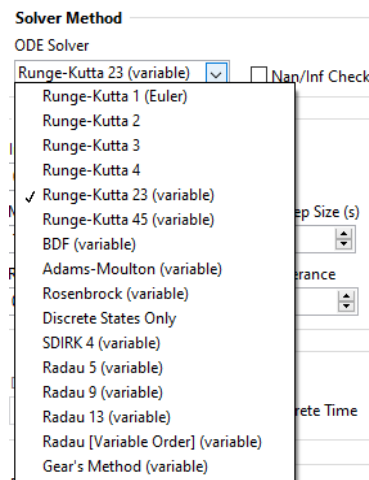 Solver Method
ODE Solver
Runge-Kutta 23 (variable)
Nan/Inf Check
Runge-Kutta 1 (Euler)
Runge-Kutta 2
Runge-Kutta 3
Runge-Kutta 4
✓ Runge-Kutta 23 (variable)
Runge-Kutta 45 (variable)
ep Size (s)
BDF (variable)
Adams-Moulton (variable)
erance
Rosenbrock (variable)
Discrete States Only
SDIRK 4 (variable)
Radau 5 (variable)
Radau 9 (variable)
Radau 13 (variable)
rete Time
Radau [Variable Order] (variable)
Gear's Method (variable)